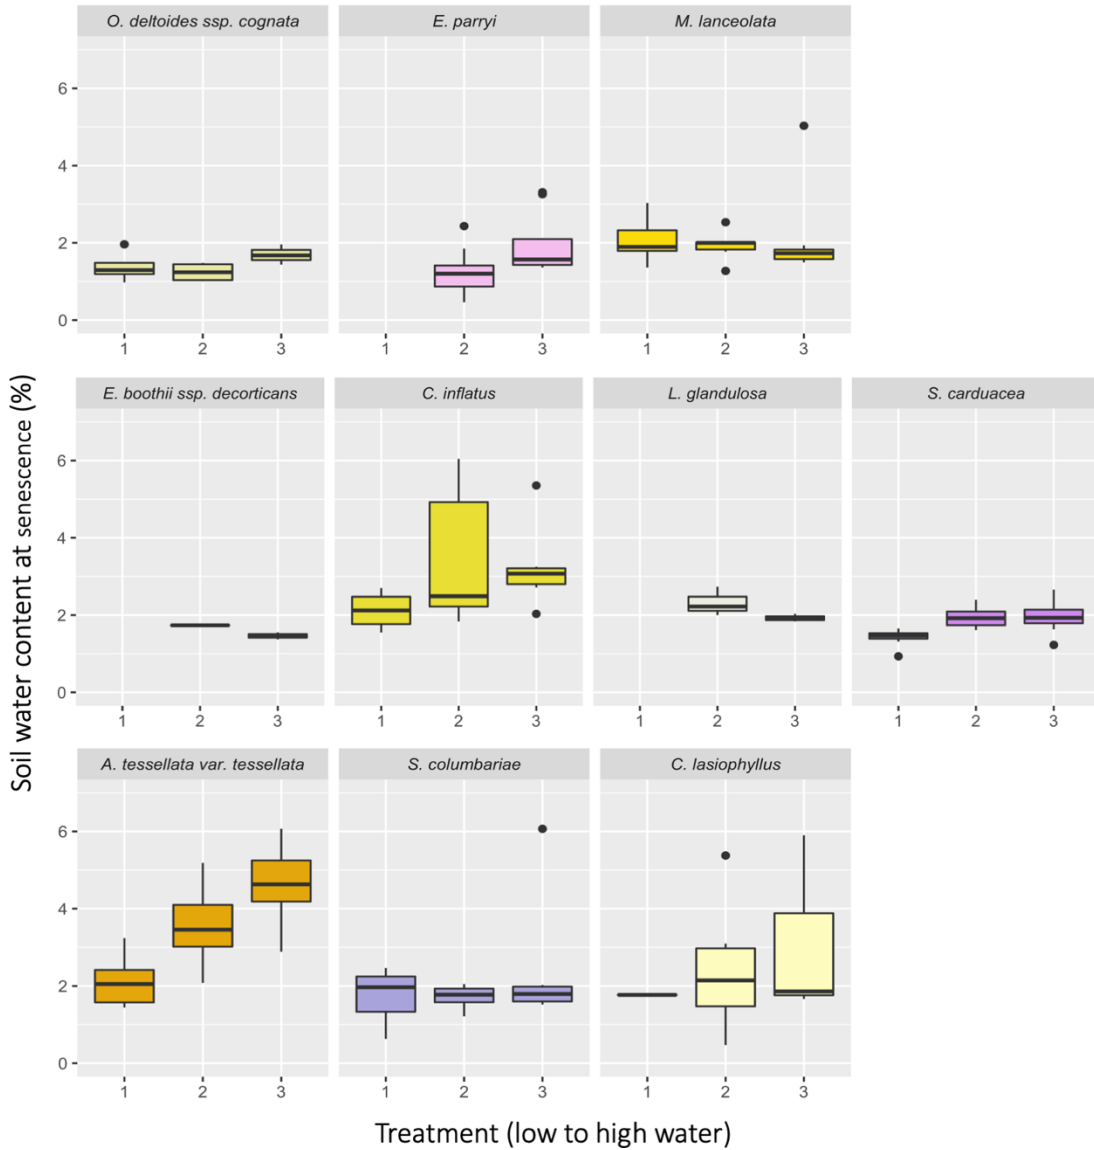 O. deltoides ssp. cognata
E. parryi
M. lanceolata
6
4
2
0
1 2 3
1 2 3
1 2 3
Soil water content at senescence (%)
E. boothii ssp. decorticans
C. inflatus
L. glandulosa
S. carduacea
6
4
2
0
1 2 3
1 2 3
1 2 3
1 2 3
A. tessellata var. tessellata
S. columbariae
C. lasiophyllus
6
4
2
0
1 2 3
1 2 3
1 2 3
Treatment (low to high water)